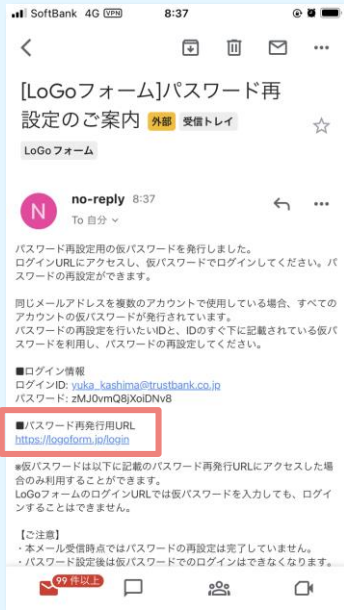 SoftBank 4G VPN 8:37
[LoGoフォーム]パスワード再
設定のご案内 外部 受信トレイ
LoGoフォーム
N
no-reply 8:37
To 自分
パスワード再設定用の仮パスワードを発行しました。
ログインURLにアクセスし、仮パスワードでログインしてください。パ
スワードの再設定ができます。
同じメールアドレスを複数のアカウントで使用している場合、すべての
アカウントの仮パスワードが発行されています。
パスワードの再設定を行いたいIDと、IDのすぐ下に記載されている仮パ
スワードを利用し、パスワードの再設定してください。
■ログイン情報
ログインID: yuka_kashima@trustbank.co.jp
パスワード: zMJ0vmQ8jXoiDNv8
■パスワード再発行用URL
https://logoform.jp/login
※仮パスワードは以下に記載のパスワード再発行URLにアクセスした場
合のみ利用することができます。
LoGoフォームのログインURLでは仮パスワードを入力しても、ログイ
ンすることはできません。
【ご注意】
・本メール受信時点ではパスワードの再設定は完了していません。
・パスワード設定後は仮パスワードでのログインはできなくなります。
99 件以上